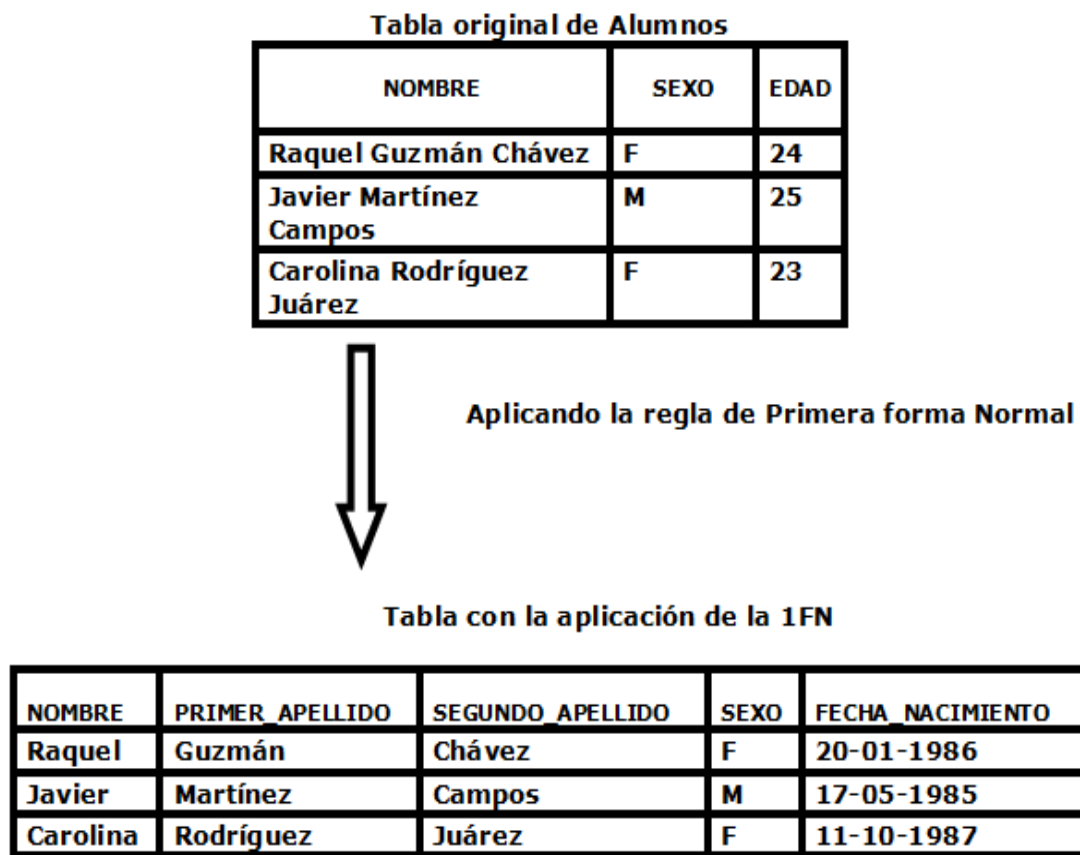 Tabla original de Alumnos
NOMBRE SEXO EDAD
Raquel Guzmán Chávez F 24
Javier Martínez M 25
Campos
Carolina Rodríguez F 23
Juárez
Aplicando la regla de Primera forma Normal
Tabla con la aplicación de la 1FN
NOMBRE PRIMER_APELLIDO SEGUNDO_APELLIDO SEXO FECHA_NACIMIENTO
Raquel Guzmán Chávez F 20-01-1986
Javier Martínez Campos M 17-05-1985
Carolina Rodríguez Juárez F 11-10-1987